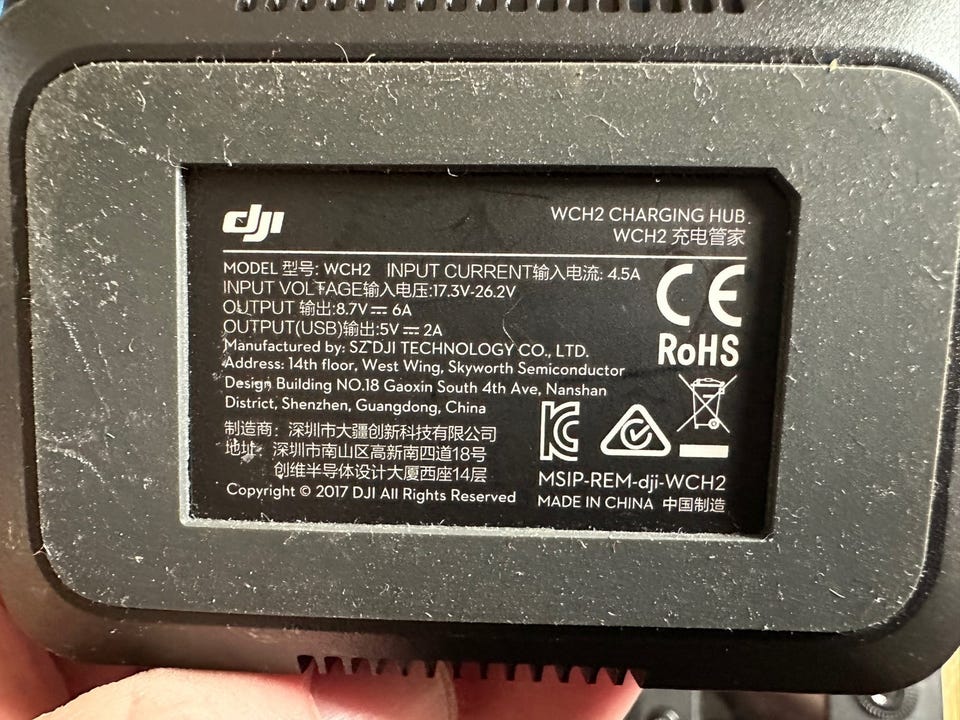 dji
WCH2 CHARGING HUB
WCH2 充电管家
MODEL 型号: WCH2 INPUT CURRENT输入电流: 4.5A
INPUT VOLTAGE输入电压:17.3V-26.2V
OUTPUT 输出:8.7V⎓ 6A
OUTPUT(USB)输出:5V⎓ 2A
Manufactured by: SZ DJI TECHNOLOGY CO., LTD.
Address: 14th floor, West Wing, Skyworth Semiconductor
Design Building NO.18 Gaoxin South 4th Ave, Nanshan
District, Shenzhen, Guangdong, China
制造商: 深圳市大疆创新科技有限公司
地址: 深圳市南山区高新南四道18号
创维半导体设计大厦西座14层
Copyright © 2017 DJI All Rights Reserved
CE
RoHS
KC
MSIP-REM-dji-WCH2
MADE IN CHINA 中国制造